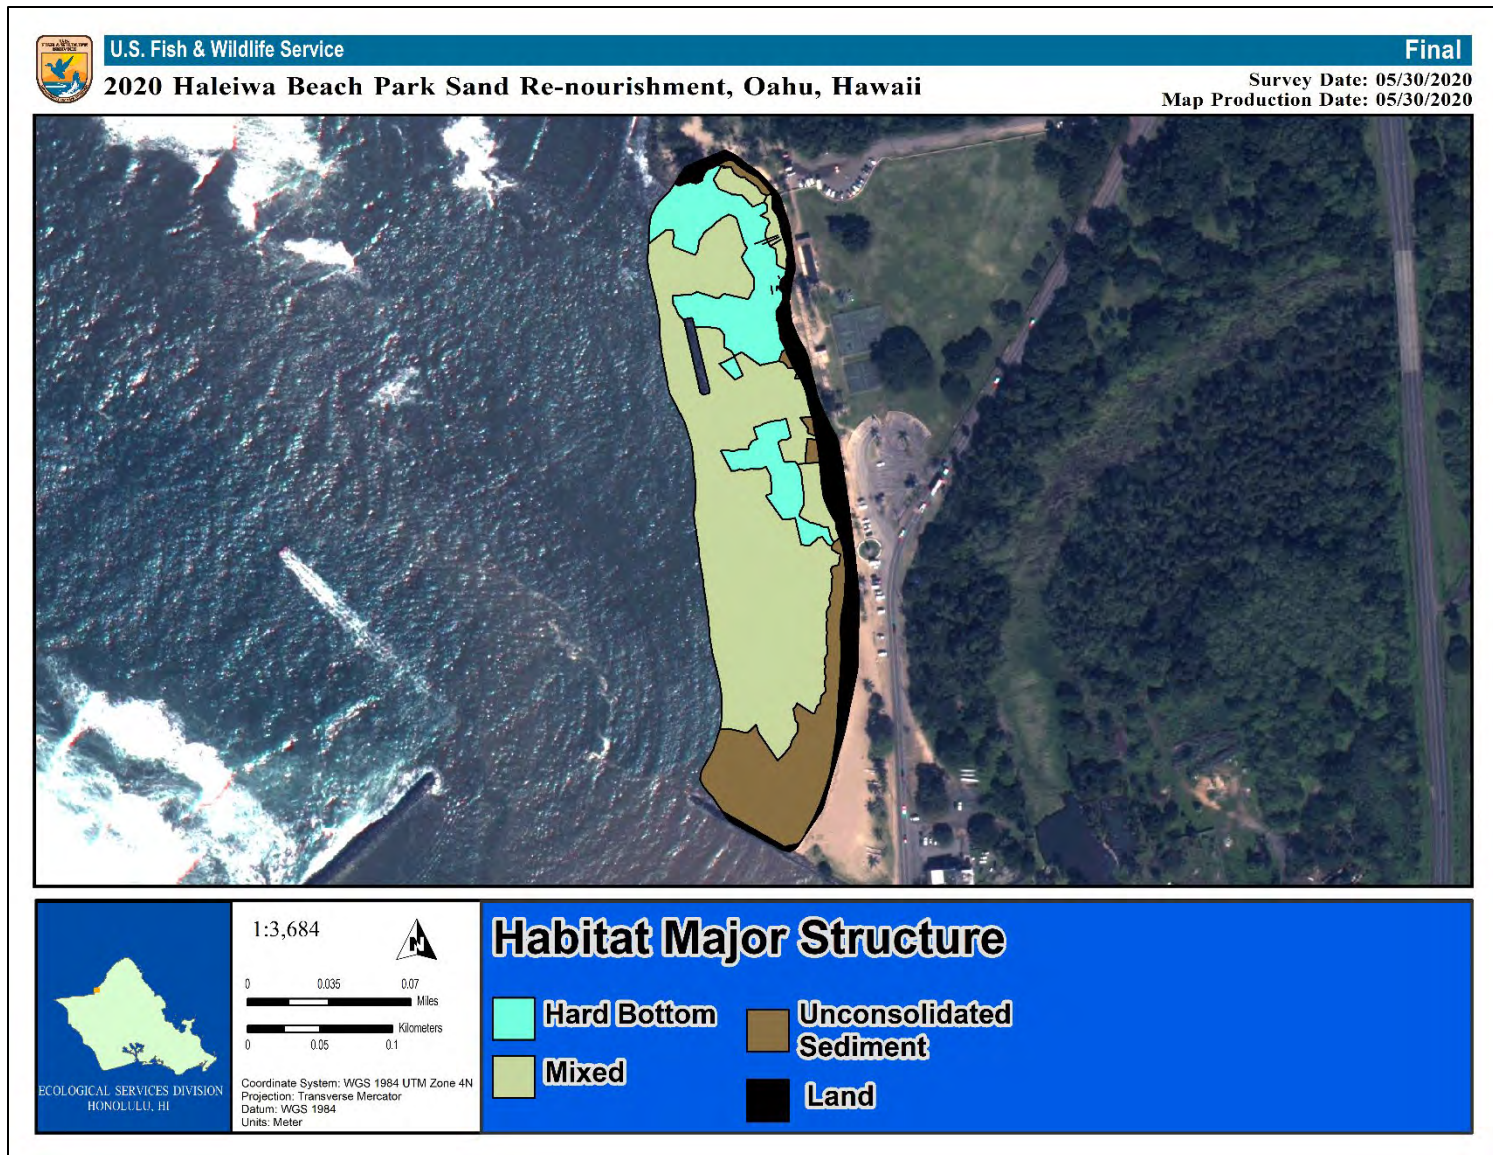 U.S. Fish & Wildlife Service
Final
2020 Haleiwa Beach Park Sand Re-nourishment, Oahu, Hawaii
Survey Date: 05/30/2020
Map Production Date: 05/30/2020
ECOLOGICAL SERVICES DIVISION
HONOLULU, HI
1:3,684
N
0 0.035 0.07
Miles
Kilometers
0 0.05 0.1
Coordinate System: WGS 1984 UTM Zone 4N
Projection: Transverse Mercator
Datum: WGS 1984
Units: Meter
Habitat Major Structure
Hard Bottom
Mixed
Unconsolidated
Sediment
Land